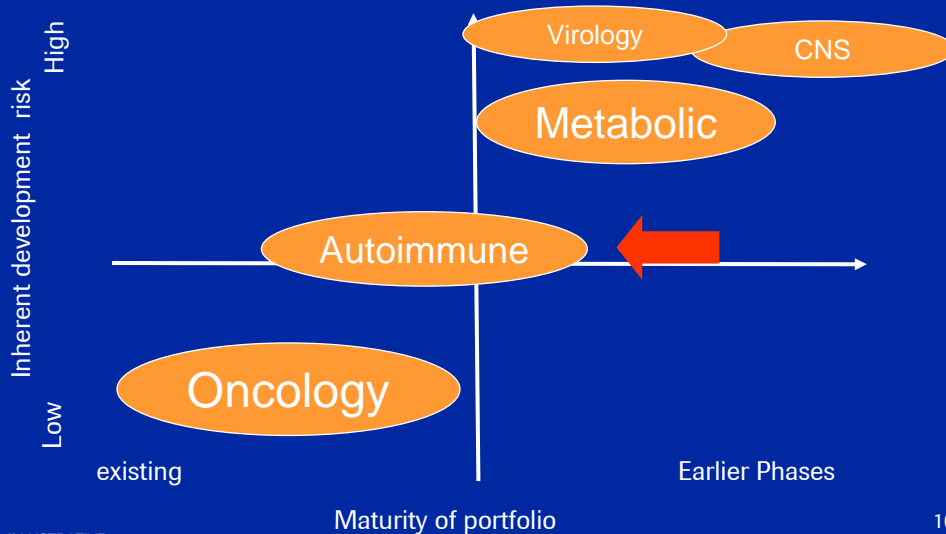 High
Virology
CNS
Metabolic
Inherent development risk
Autoimmune
Oncology
Low
existing
Earlier Phases
Maturity of portfolio